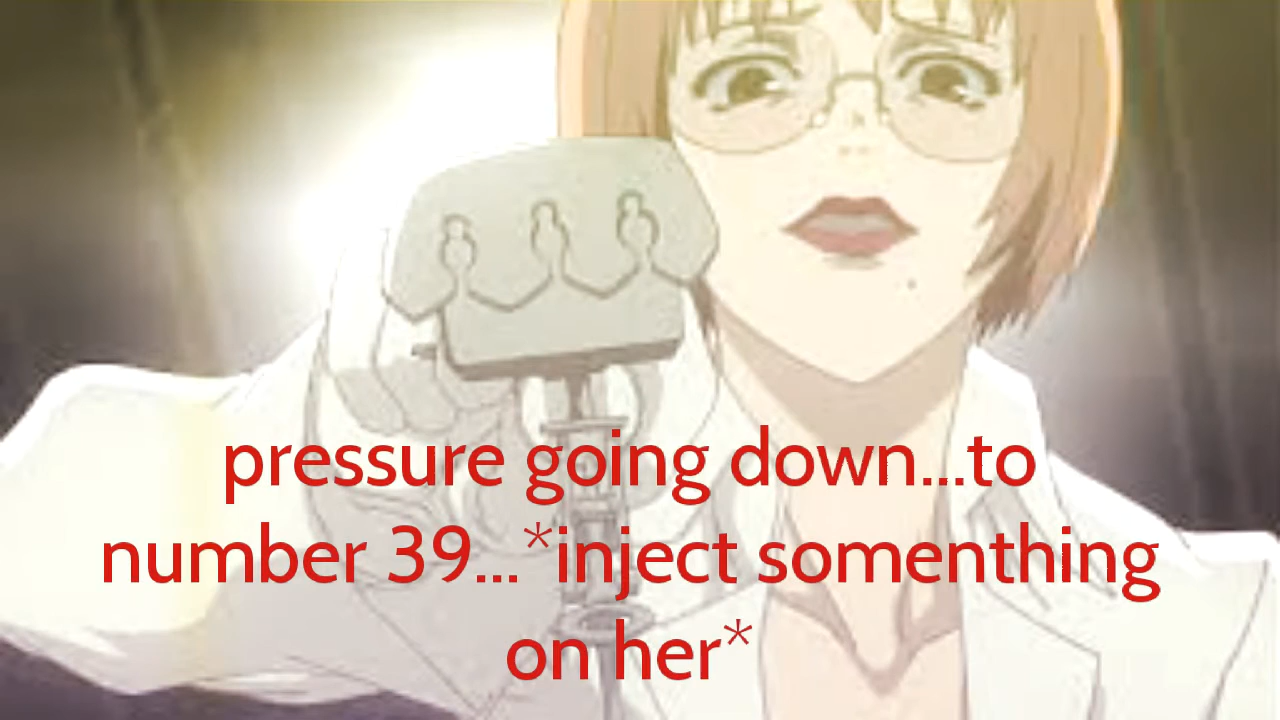 pressure going down...to
number 39...*inject somenthing
on her*